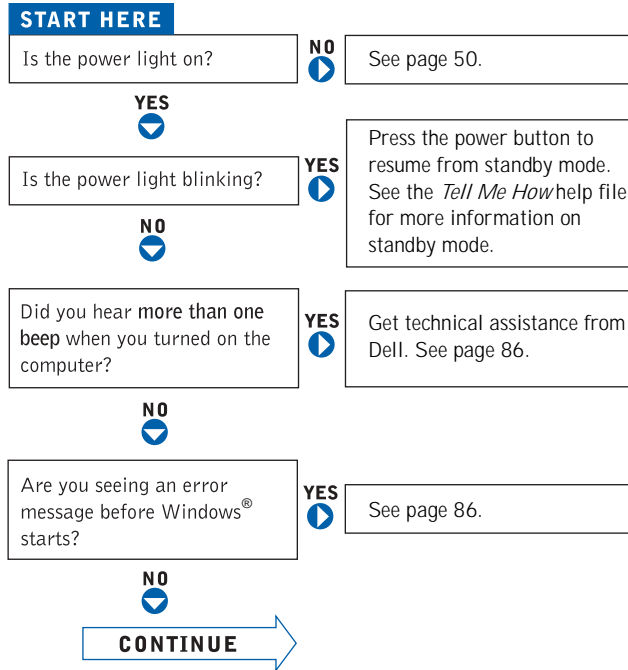 START HERE
Is the power light on?
NO
See page 50.
YES
Is the power light blinking?
YES
Press the power button to
resume from standby mode.
See the Tell Me How help file
for more information on
standby mode.
NO
Did you hear more than one
beep when you turned on the
computer?
YES
Get technical assistance from
Dell. See page 86.
NO
Are you seeing an error
message before Windows®
starts?
YES
See page 86.
NO
CONTINUE